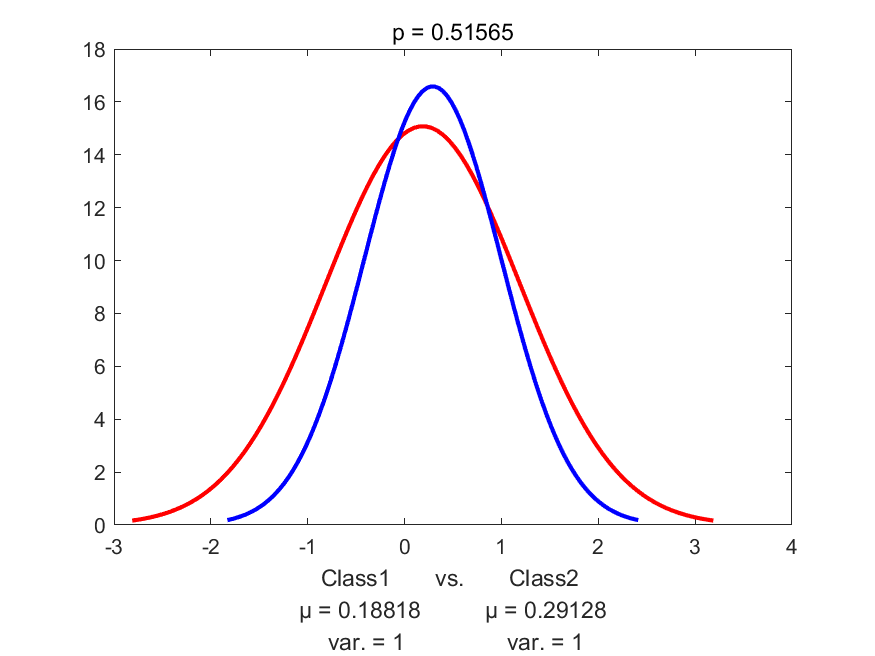 p = 0.51565
18
16
14
12
10
8
6
4
2
0
-3 -2 -1 0 1 2 3 4
Class1 vs. Class2
μ = 0.18818 μ = 0.29128
var. = 1 var. = 1